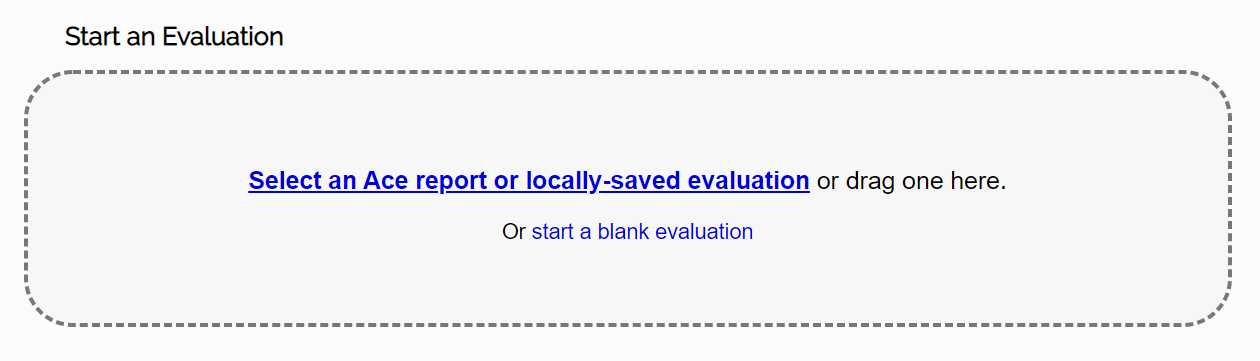 Start an Evaluation
Select an Ace report or locally-saved evaluation or drag one here.
Or start a blank evaluation